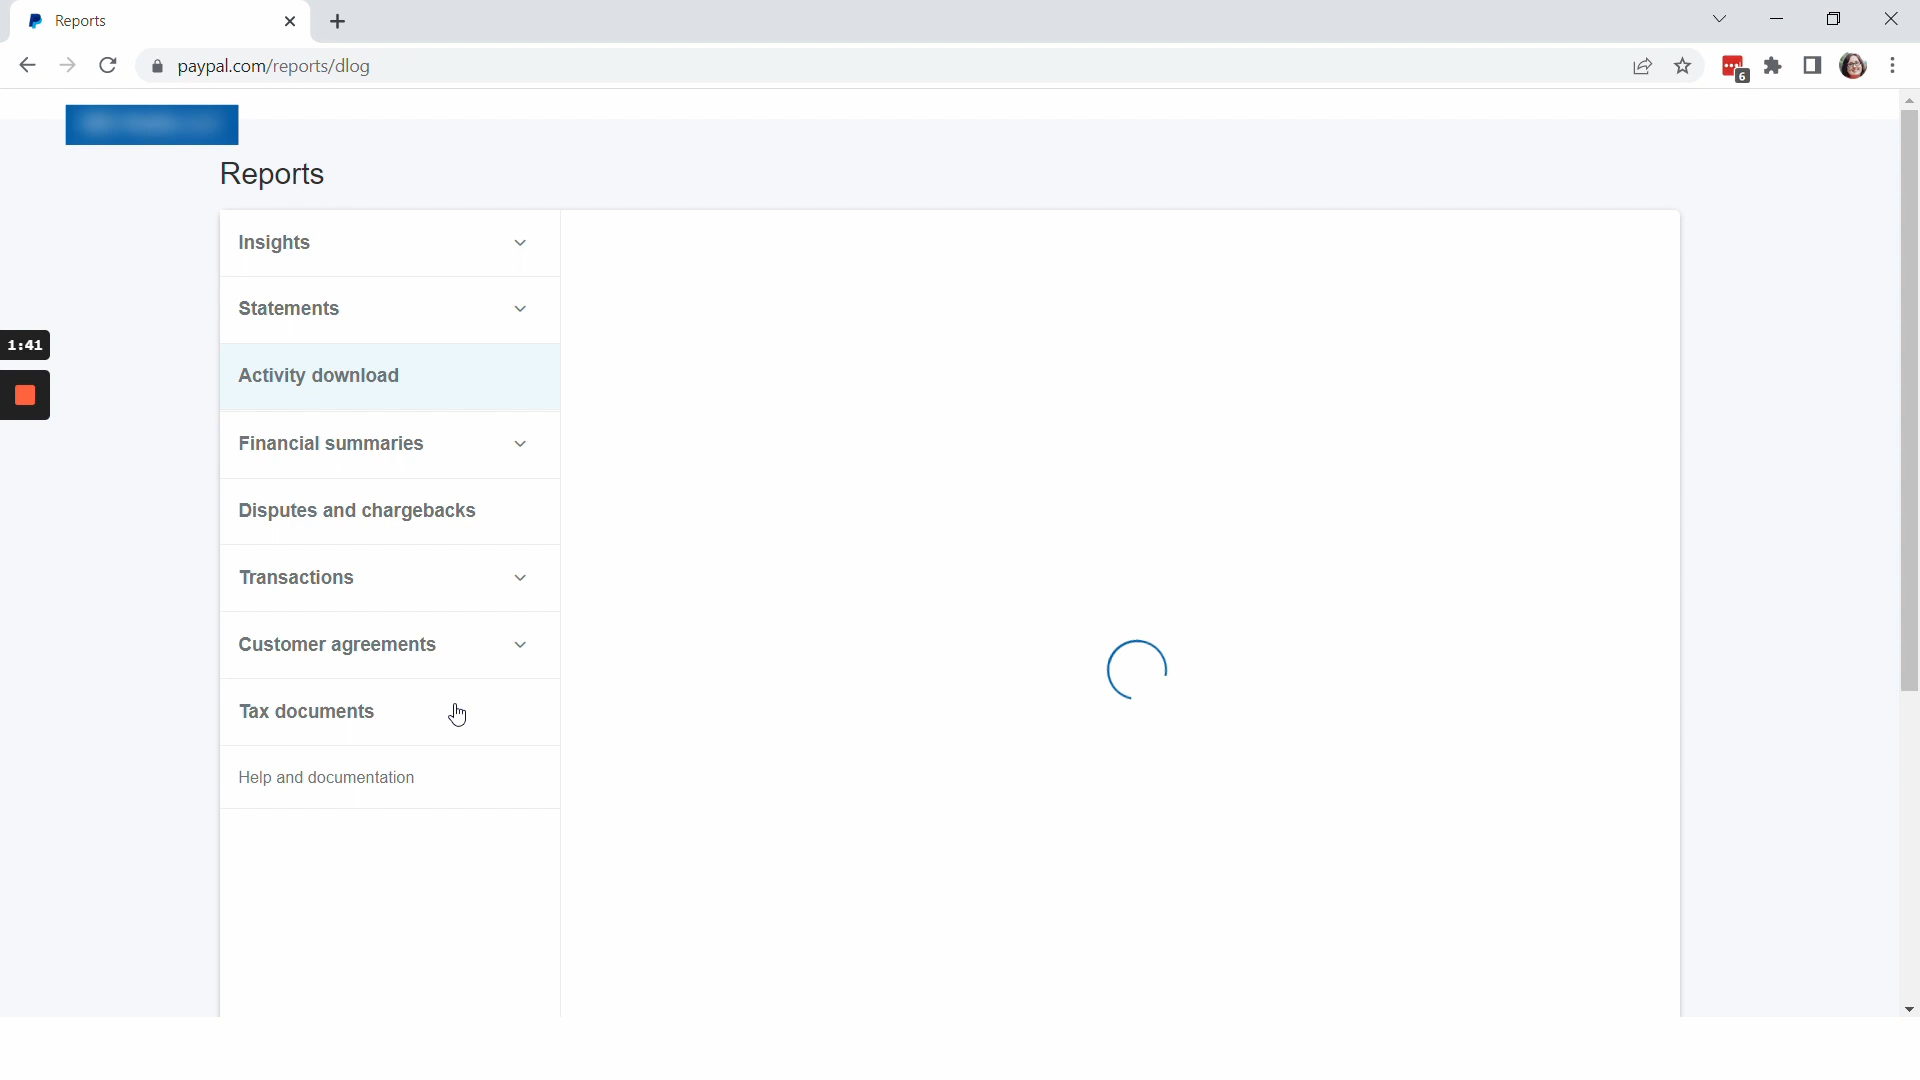 Reports
paypal.com/reports/dlog
6
Reports
Insights
Statements
1:41
Activity download
Financial summaries
Disputes and chargebacks
Transactions
Customer agreements
Tax documents
Help and documentation